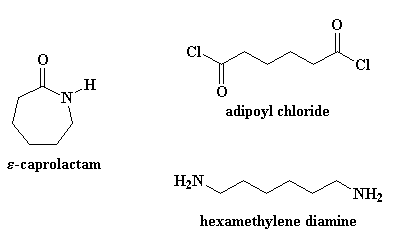 O
N
H
ε-caprolactam
O
Cl
Cl
O
adipoyl chloride
H₂N
NH₂
hexamethylene diamine